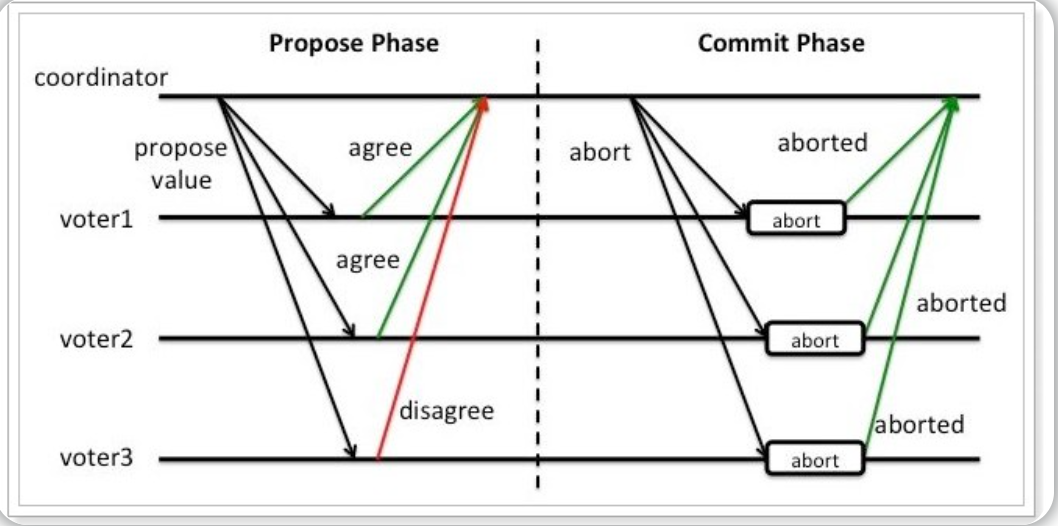 Propose Phase
Commit Phase
coordinator
propose
value
agree
abort
aborted
voter1
abort
agree
aborted
voter2
abort
disagree
aborted
voter3
abort